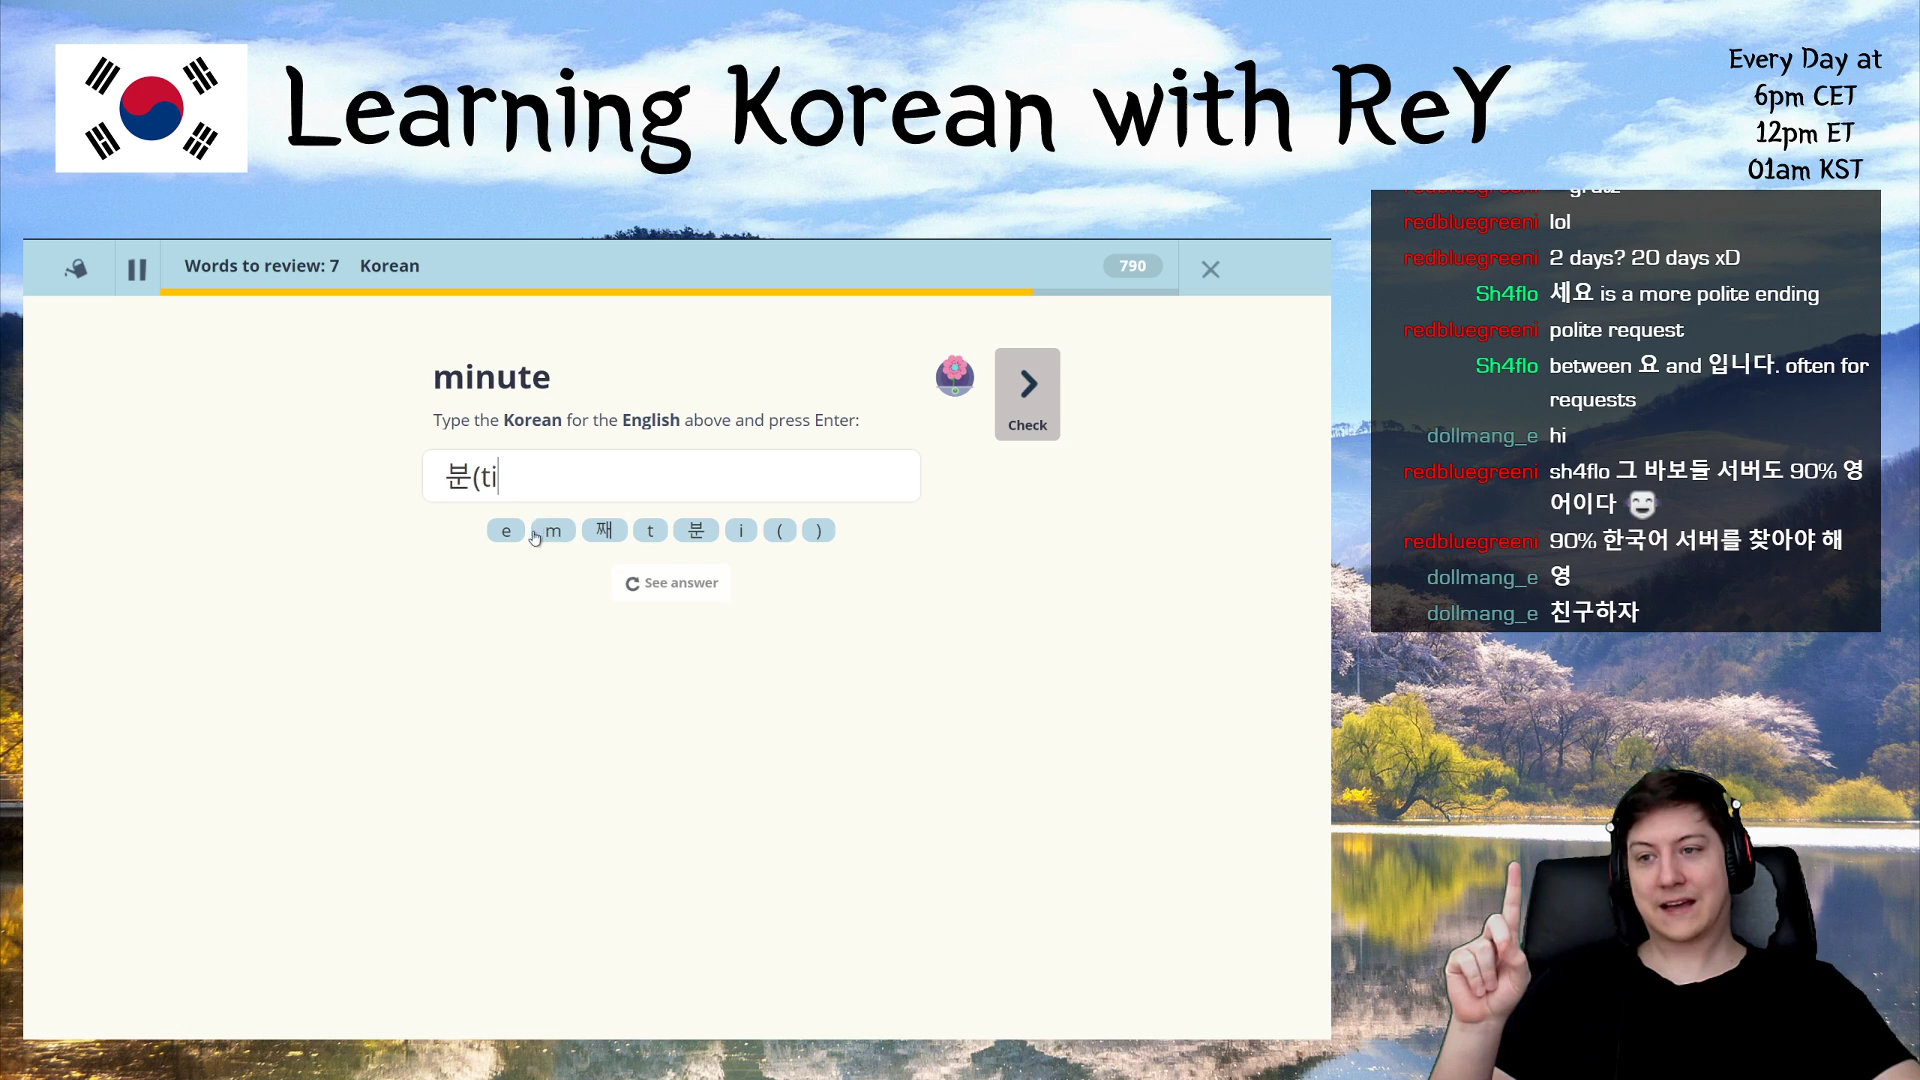 Learning Korean with ReY
Every Day at
6pm CET
12pm ET
01am KST
redbluegreeni lol
redbluegreeni 2 days? 20 days xD
Sh4flo 세요 is a more polite ending
redbluegreeni polite request
Sh4flo between 요 and 입니다. often for
requests
dollmang_e hi
redbluegreeni sh4flo 그 바보들 서버도 90% 영
어이다
redbluegreeni 90% 한국어 서버를 찾아야 해
dollmang_e 영
dollmang_e 친구하자
Words to review: 7 Korean 790
minute
Type the Korean for the English above and press Enter:
Check
분(ti
e m 째 t 분 i ( )
See answer